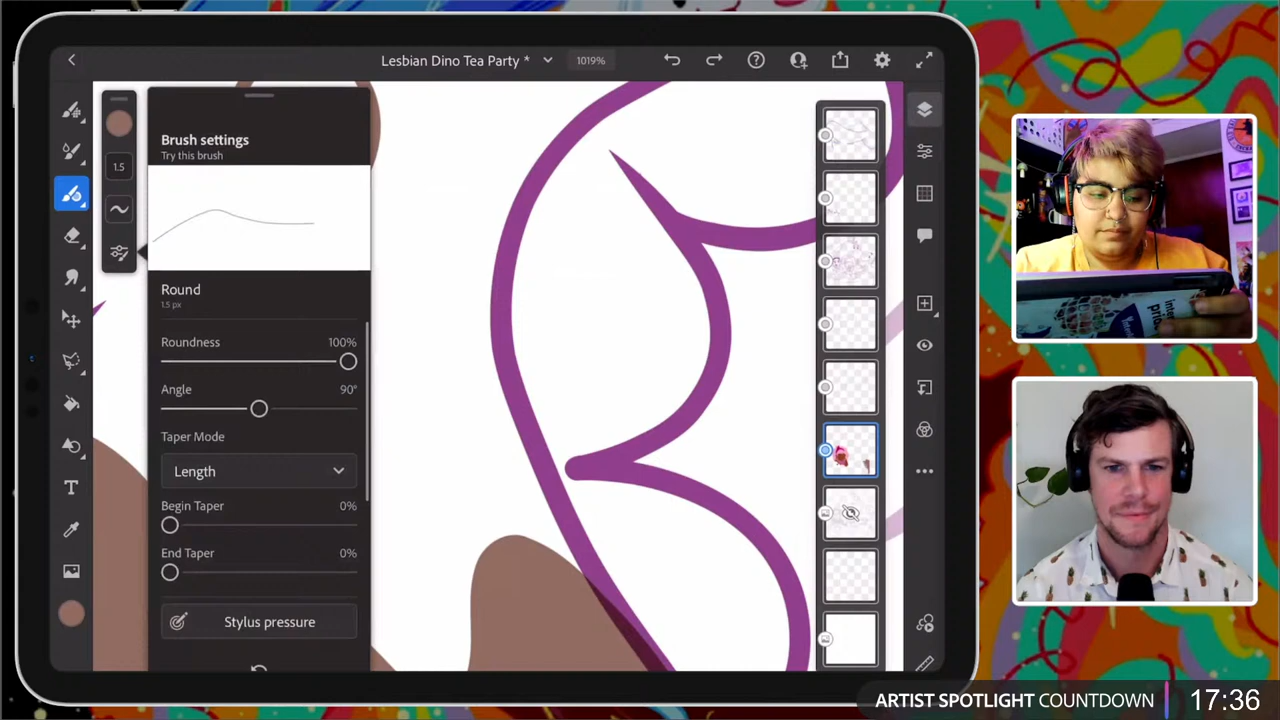 Lesbian Dino Tea Party *
1019%
Brush settings
Try this brush
1.5
Round
1.5 px
Roundness 100%
Angle 90°
Taper Mode
Length
Begin Taper 0%
End Taper 0%
Stylus pressure
T
ARTIST SPOTLIGHT COUNTDOWN 17:36